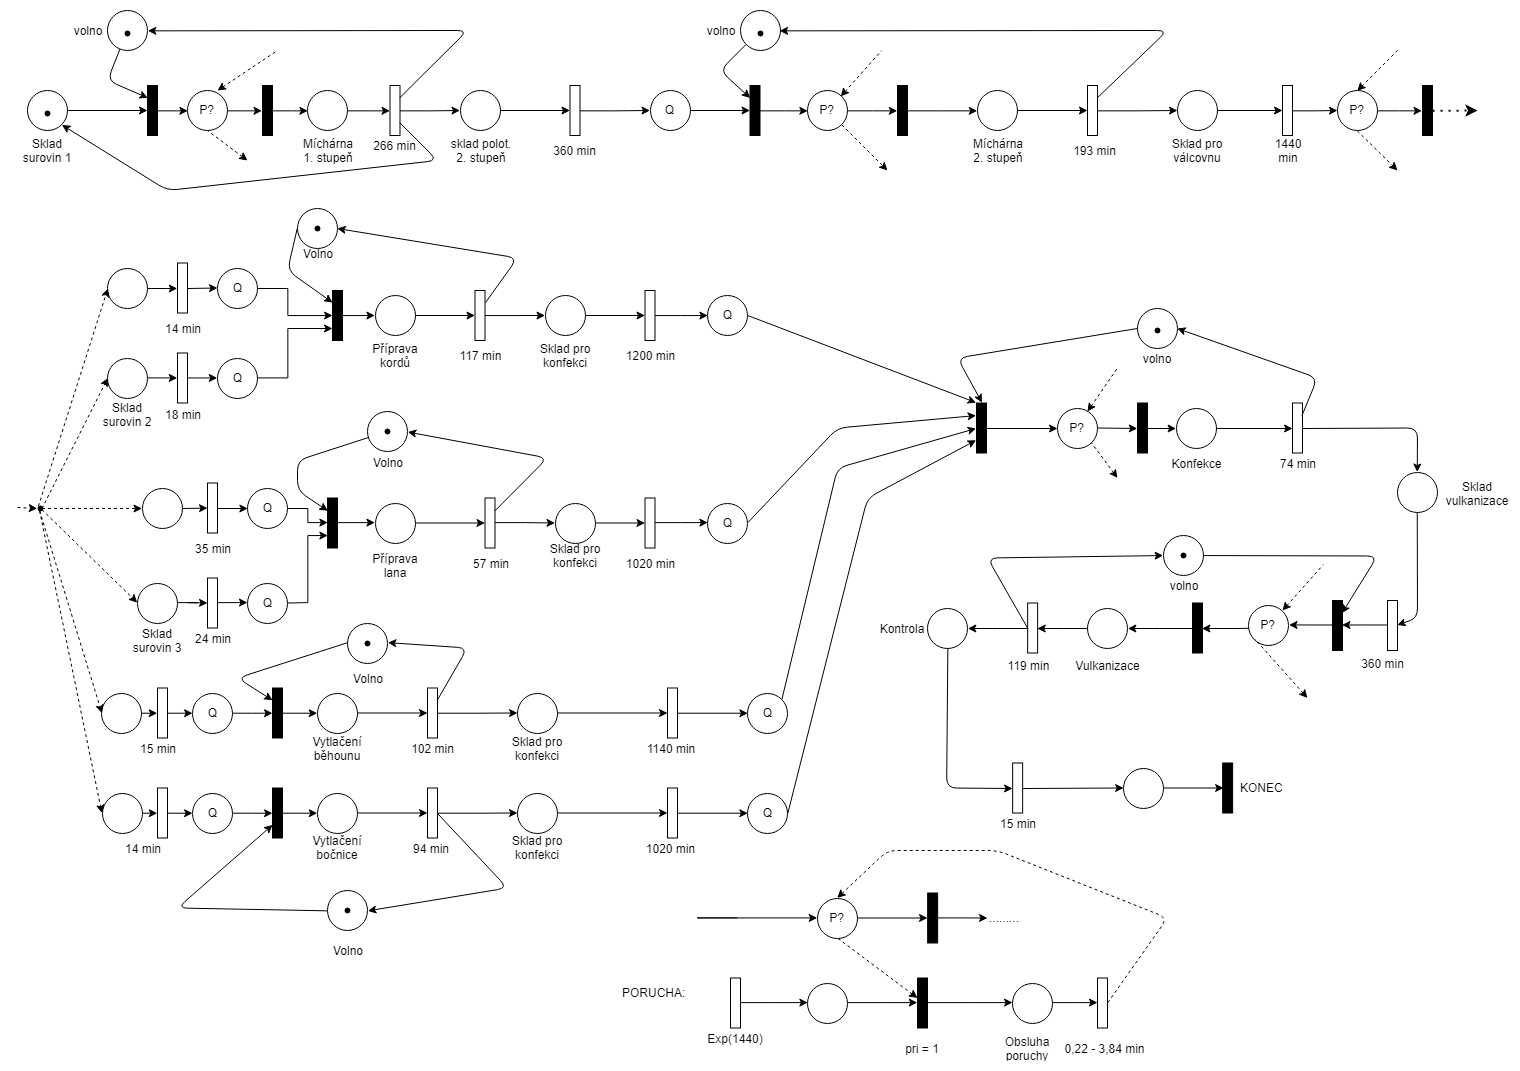 volno
volno
P?
P?
P?
Q
Sklad
surovin 1
Míchárna
1. stupeň
266 min
sklad polot.
2. stupeň
360 min
Míchárna
2. stupeň
193 min
Sklad pro
válcovnu
1440
min
Volno
Q
14 min
Příprava
kordů
117 min
Sklad pro
konfekci
1200 min
Q
Q
Sklad
surovin 2
18 min
volno
P?
Konfekce
74 min
Volno
Q
35 min
Příprava
lana
57 min
Sklad pro
konfekci
1020 min
Q
Q
Sklad
surovin 3
24 min
Sklad
vulkanizace
volno
P?
Kontrola
119 min
Vulkanizace
360 min
Volno
Q
15 min
Vytlačení
běhounu
102 min
Sklad pro
konfekci
1140 min
Q
Q
14 min
Vytlačení
bočnice
94 min
Sklad pro
konfekci
1020 min
Q
Volno
KONEC
15 min
P?
.........
PORUCHA:
Exp(1440)
pri = 1
Obsluha
poruchy
0,22 - 3,84 min